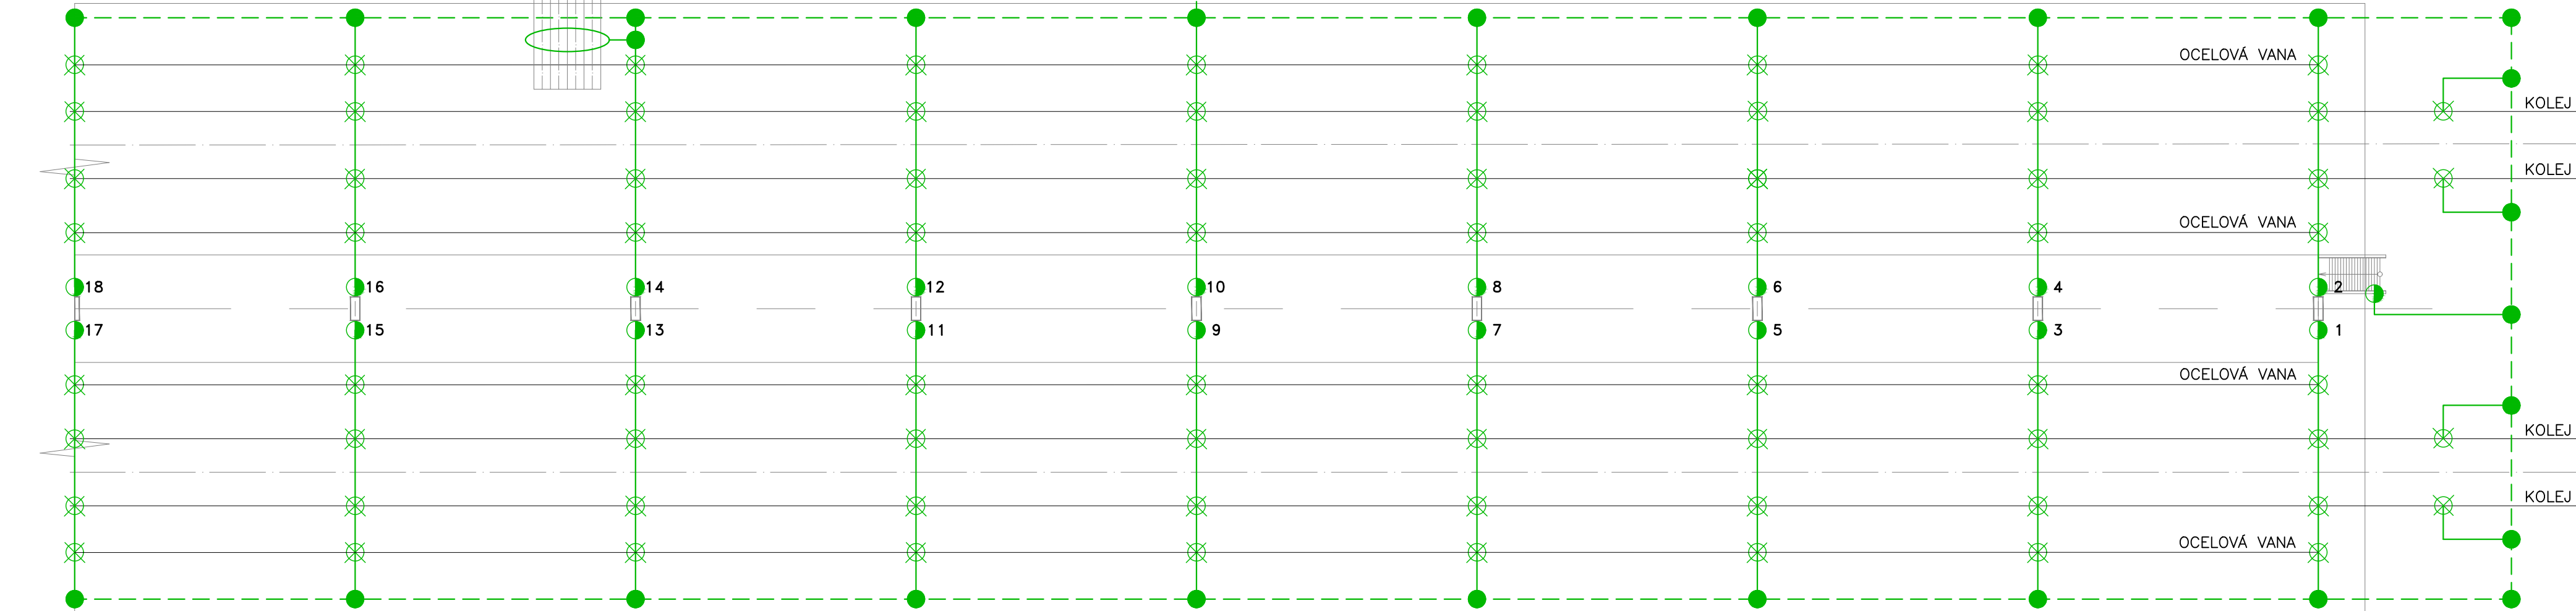 OCELOVÁ VANA
KOLEJ
KOLEJ
OCELOVÁ VANA
18 16 14 12 10 8 6 4 2
17 15 13 11 9 7 5 3 1
OCELOVÁ VANA
KOLEJ
KOLEJ
OCELOVÁ VANA